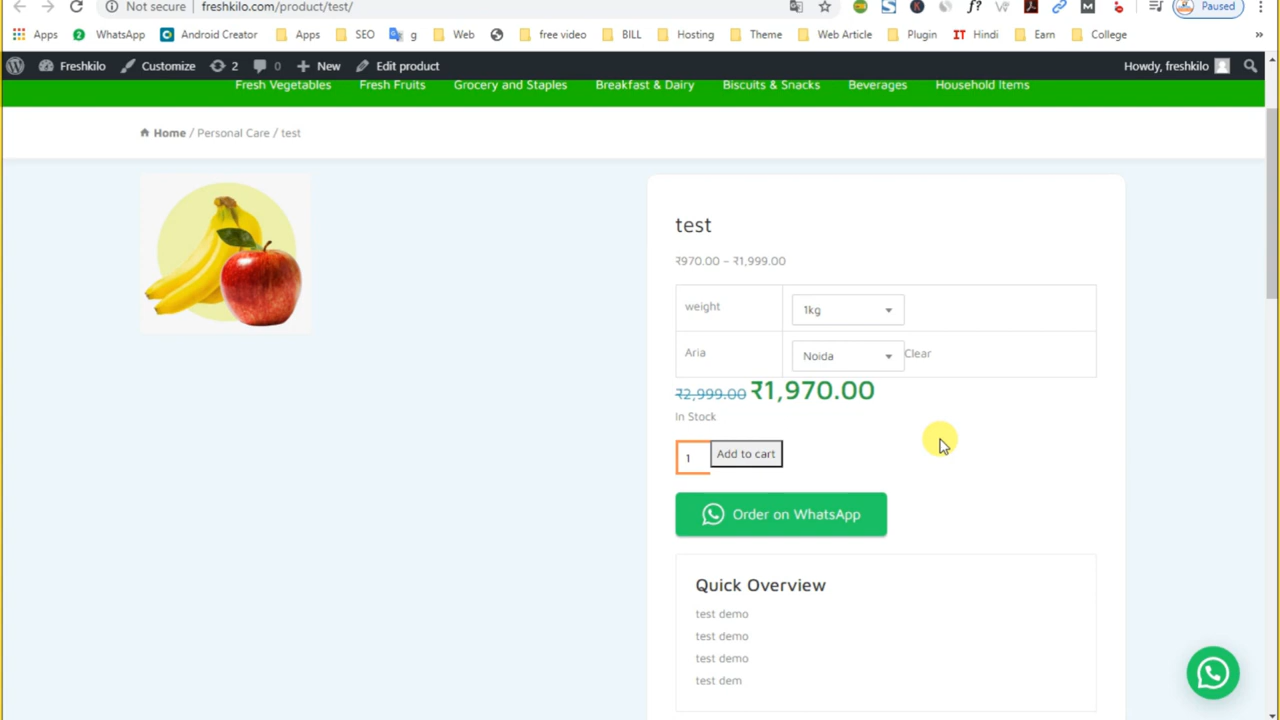 Not secure freshkilo.com/product/test/ Paused
Apps WhatsApp Android Creator Apps SEO g Web free video BILL Hosting Theme Web Article Plugin IT Hindi Earn College »
Freshkilo Customize 2 0 New Edit product Howdy, freshkilo
Fresh Vegetables Fresh Fruits Grocery and Staples Breakfast & Dairy Biscuits & Snacks Beverages Household Items
Home / Personal Care / test
test
₹970.00 – ₹1,999.00
weight 1kg
Aria Noida Clear
₹2,999.00 ₹1,970.00
In Stock
1 Add to cart
Order on WhatsApp
Quick Overview
test demo
test demo
test demo
test dem